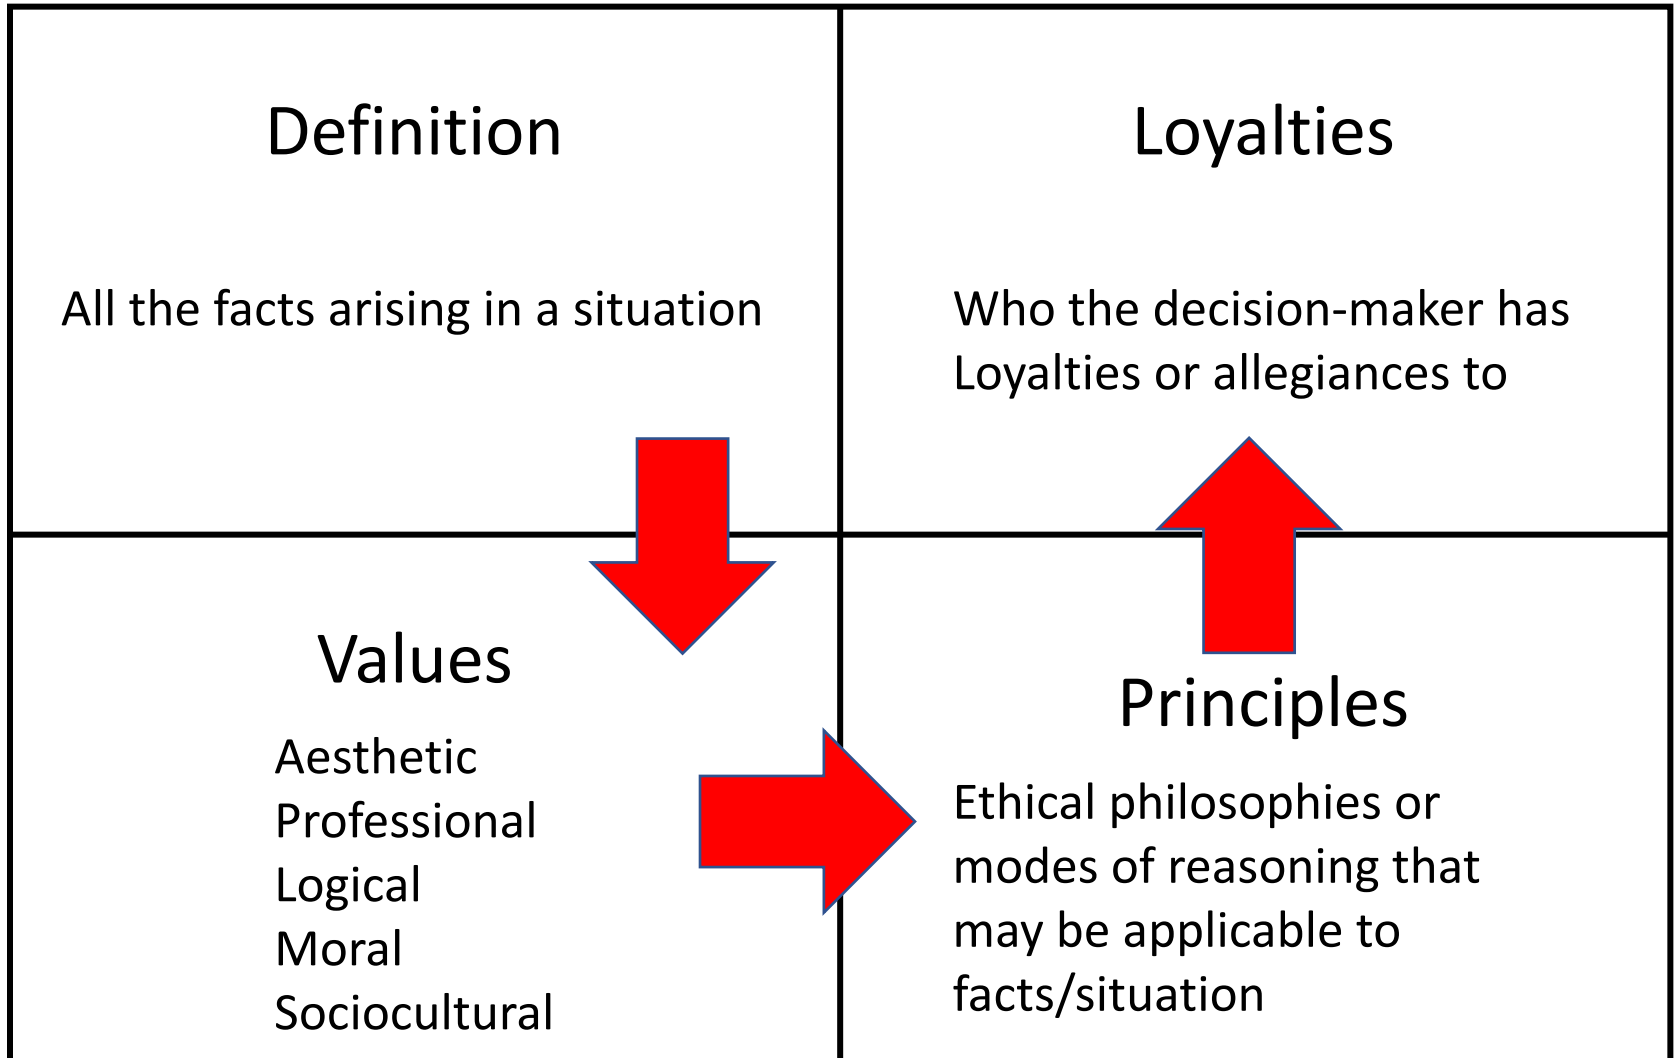 Definition
All the facts arising in a situation
Loyalties
Who the decision-maker has
Loyalties or allegiances to
Values
Aesthetic
Professional
Logical
Moral
Sociocultural
Principles
Ethical philosophies or
modes of reasoning that
may be applicable to
facts/situation